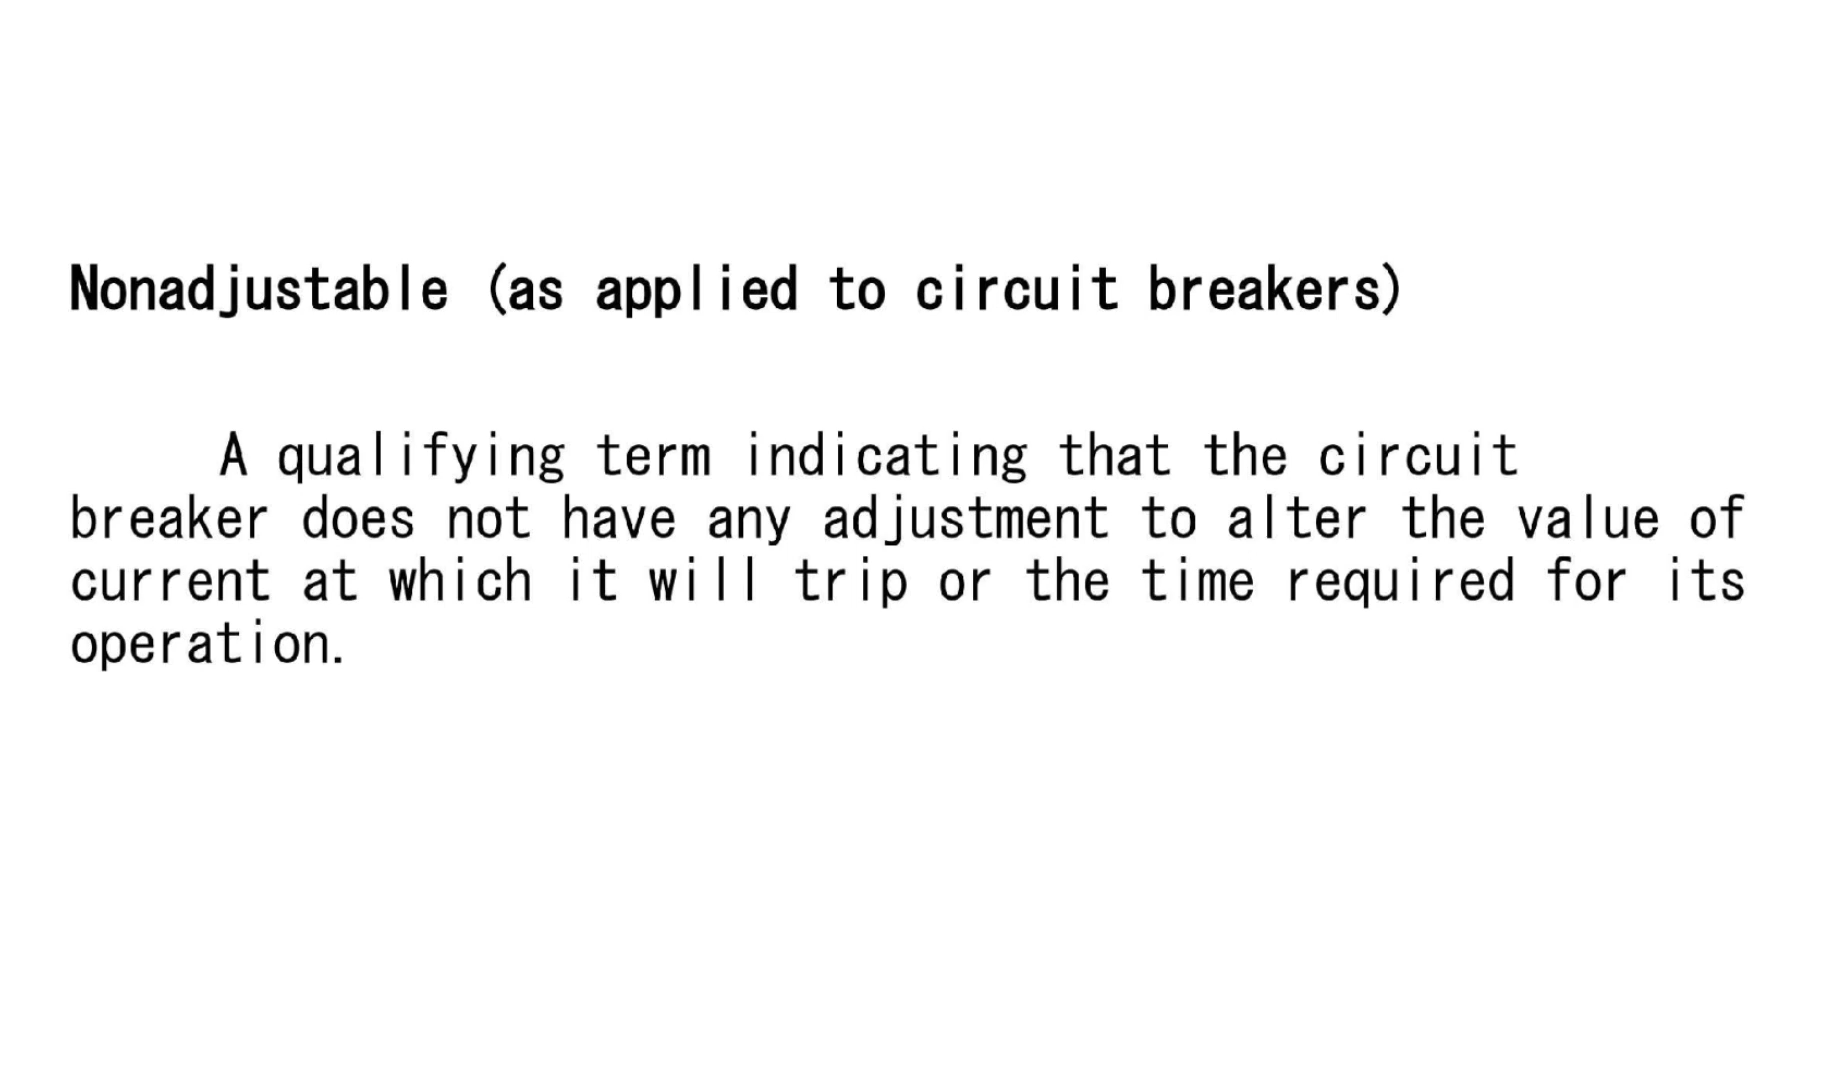 Nonadjustable (as applied to circuit breakers)
A qualifying term indicating that the circuit
breaker does not have any adjustment to alter the value of
current at which it will trip or the time required for its
operation.